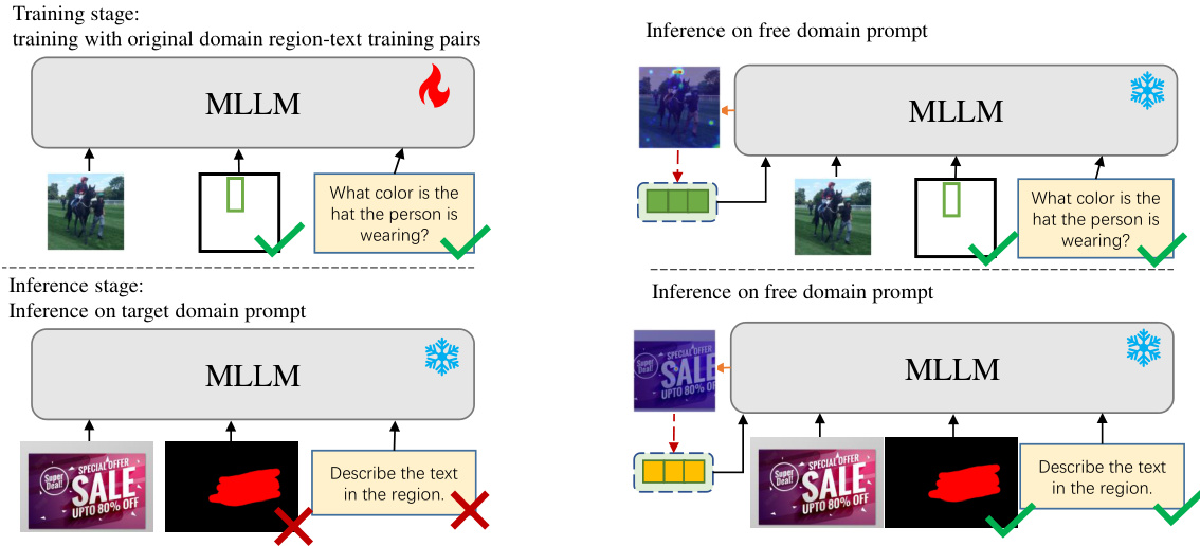 Training stage:
training with original domain region-text training pairs
MLLM
What color is the
hat the person is
wearing?
Inference stage:
Inference on target domain prompt
MLLM
Super
Deal!
SPECIAL OFFER
SALE
UPTO 80% OFF
Describe the text
in the region.
Inference on free domain prompt
MLLM
What color is the
hat the person is
wearing?
Inference on free domain prompt
Super
Deal!
SPECIAL OFFER
SALE
UPTO 80% OFF
MLLM
Super
Deal!
SPECIAL OFFER
SALE
UPTO 80% OFF
Describe the text
in the region.